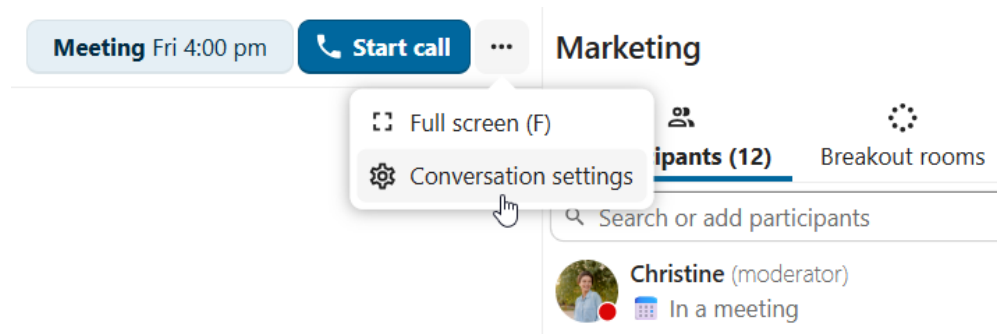 Meeting Fri 4:00 pm
Start call
Marketing
Full screen (F)
Conversation settings
ipants (12)
Breakout rooms
Search or add participants
Christine (moderator)
In a meeting